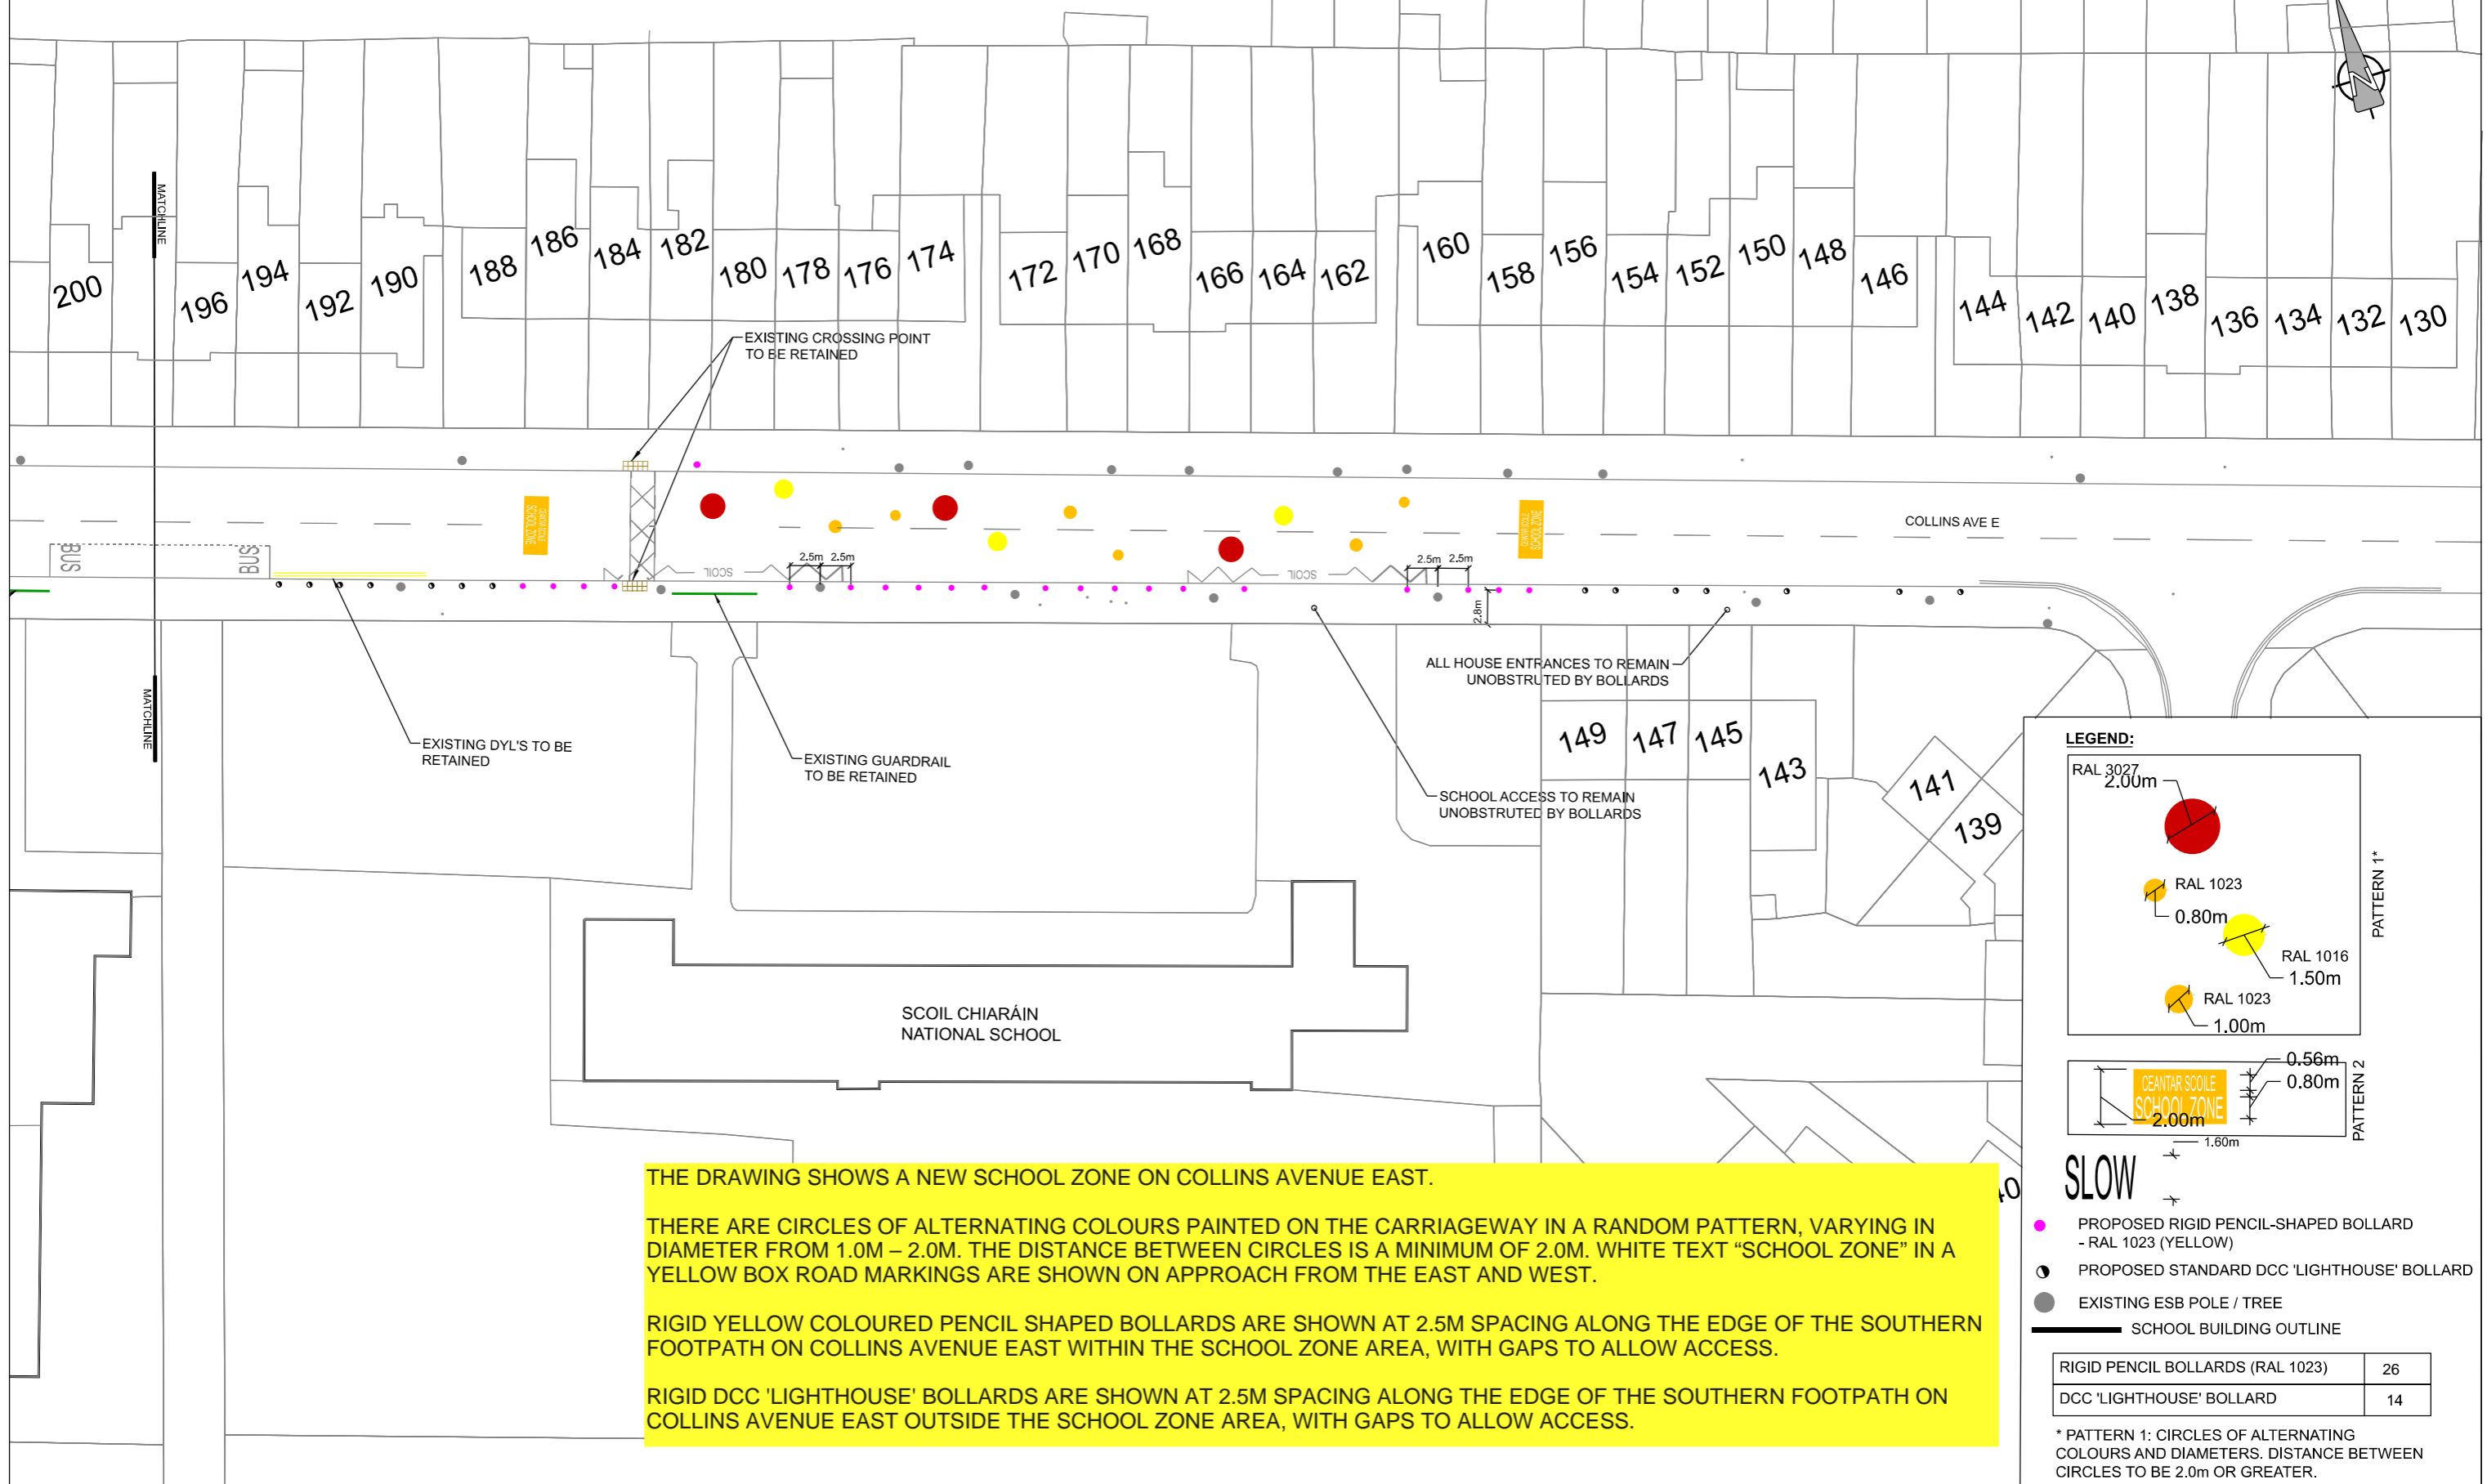 MATCHLINE
200
196
194
192
190
188
186
184
182
180
178
176
174
172
170
168
166
164
162
160
158
156
154
152
150
148
146
144
142
140
138
136
134
132
130
N
EXISTING CROSSING POINT
TO BE RETAINED
BUS
BUS
CEANTAR SCOILE
SCHOOL ZONE
SCOIL
2.5m
2.5m
SCOIL
2.5m
2.5m
2.8m
CEANTAR SCOILE
SCHOOL ZONE
COLLINS AVE E
MATCHLINE
EXISTING DYL'S TO BE
RETAINED
EXISTING GUARDRAIL
TO BE RETAINED
ALL HOUSE ENTRANCES TO REMAIN
UNOBSTRUTED BY BOLLARDS
SCHOOL ACCESS TO REMAIN
UNOBSTRUTED BY BOLLARDS
149
147
145
143
141
139
SCOIL CHIARÁIN
NATIONAL SCHOOL
THE DRAWING SHOWS A NEW SCHOOL ZONE ON COLLINS AVENUE EAST.
THERE ARE CIRCLES OF ALTERNATING COLOURS PAINTED ON THE CARRIAGEWAY IN A RANDOM PATTERN, VARYING IN
DIAMETER FROM 1.0M – 2.0M. THE DISTANCE BETWEEN CIRCLES IS A MINIMUM OF 2.0M. WHITE TEXT “SCHOOL ZONE” IN A
YELLOW BOX ROAD MARKINGS ARE SHOWN ON APPROACH FROM THE EAST AND WEST.
RIGID YELLOW COLOURED PENCIL SHAPED BOLLARDS ARE SHOWN AT 2.5M SPACING ALONG THE EDGE OF THE SOUTHERN
FOOTPATH ON COLLINS AVENUE EAST WITHIN THE SCHOOL ZONE AREA, WITH GAPS TO ALLOW ACCESS.
RIGID DCC 'LIGHTHOUSE' BOLLARDS ARE SHOWN AT 2.5M SPACING ALONG THE EDGE OF THE SOUTHERN FOOTPATH ON
COLLINS AVENUE EAST OUTSIDE THE SCHOOL ZONE AREA, WITH GAPS TO ALLOW ACCESS.
LEGEND:
RAL 3027
2.00m
RAL 1023
0.80m
RAL 1016
1.50m
RAL 1023
1.00m
PATTERN 1*
CEANTAR SCOILE
SCHOOL ZONE
0.56m
0.80m
2.00m
PATTERN 2
1.60m
SLOW
PROPOSED RIGID PENCIL-SHAPED BOLLARD
- RAL 1023 (YELLOW)
PROPOSED STANDARD DCC 'LIGHTHOUSE' BOLLARD
EXISTING ESB POLE / TREE
SCHOOL BUILDING OUTLINE
RIGID PENCIL BOLLARDS (RAL 1023) 26
DCC 'LIGHTHOUSE' BOLLARD 14
* PATTERN 1: CIRCLES OF ALTERNATING
COLOURS AND DIAMETERS. DISTANCE BETWEEN
CIRCLES TO BE 2.0m OR GREATER.